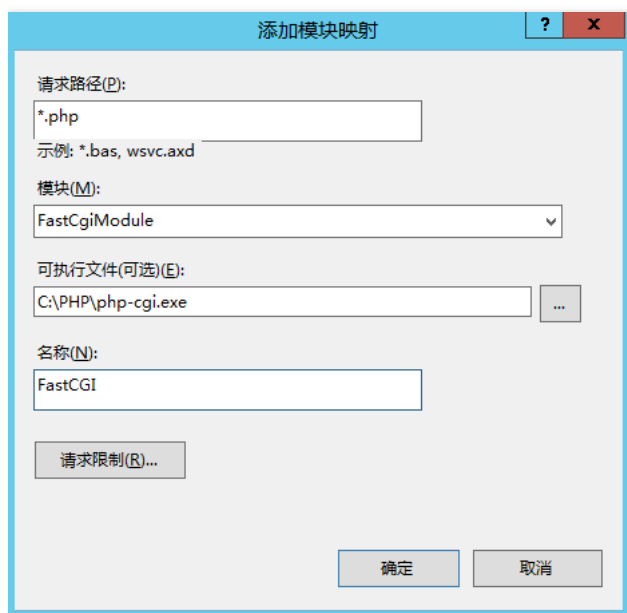 添加模块映射
?
x
请求路径(P):
*.php
示例: *.bas, wsvc.axd
模块(M):
FastCgiModule
可执行文件(可选)(E):
C:\PHP\php-cgi.exe
...
名称(N):
FastCGI
请求限制(R)...
确定
取消